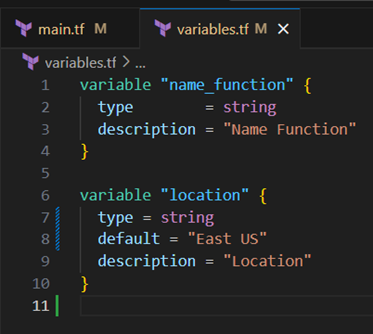 main.tf M
variables.tf M ×
variables.tf > ...
1 variable "name_function" {
2   type        = string
3   description = "Name Function"
4 }
5
6 variable "location" {
7   type = string
8   default = "East US"
9   description = "Location"
10 }
11